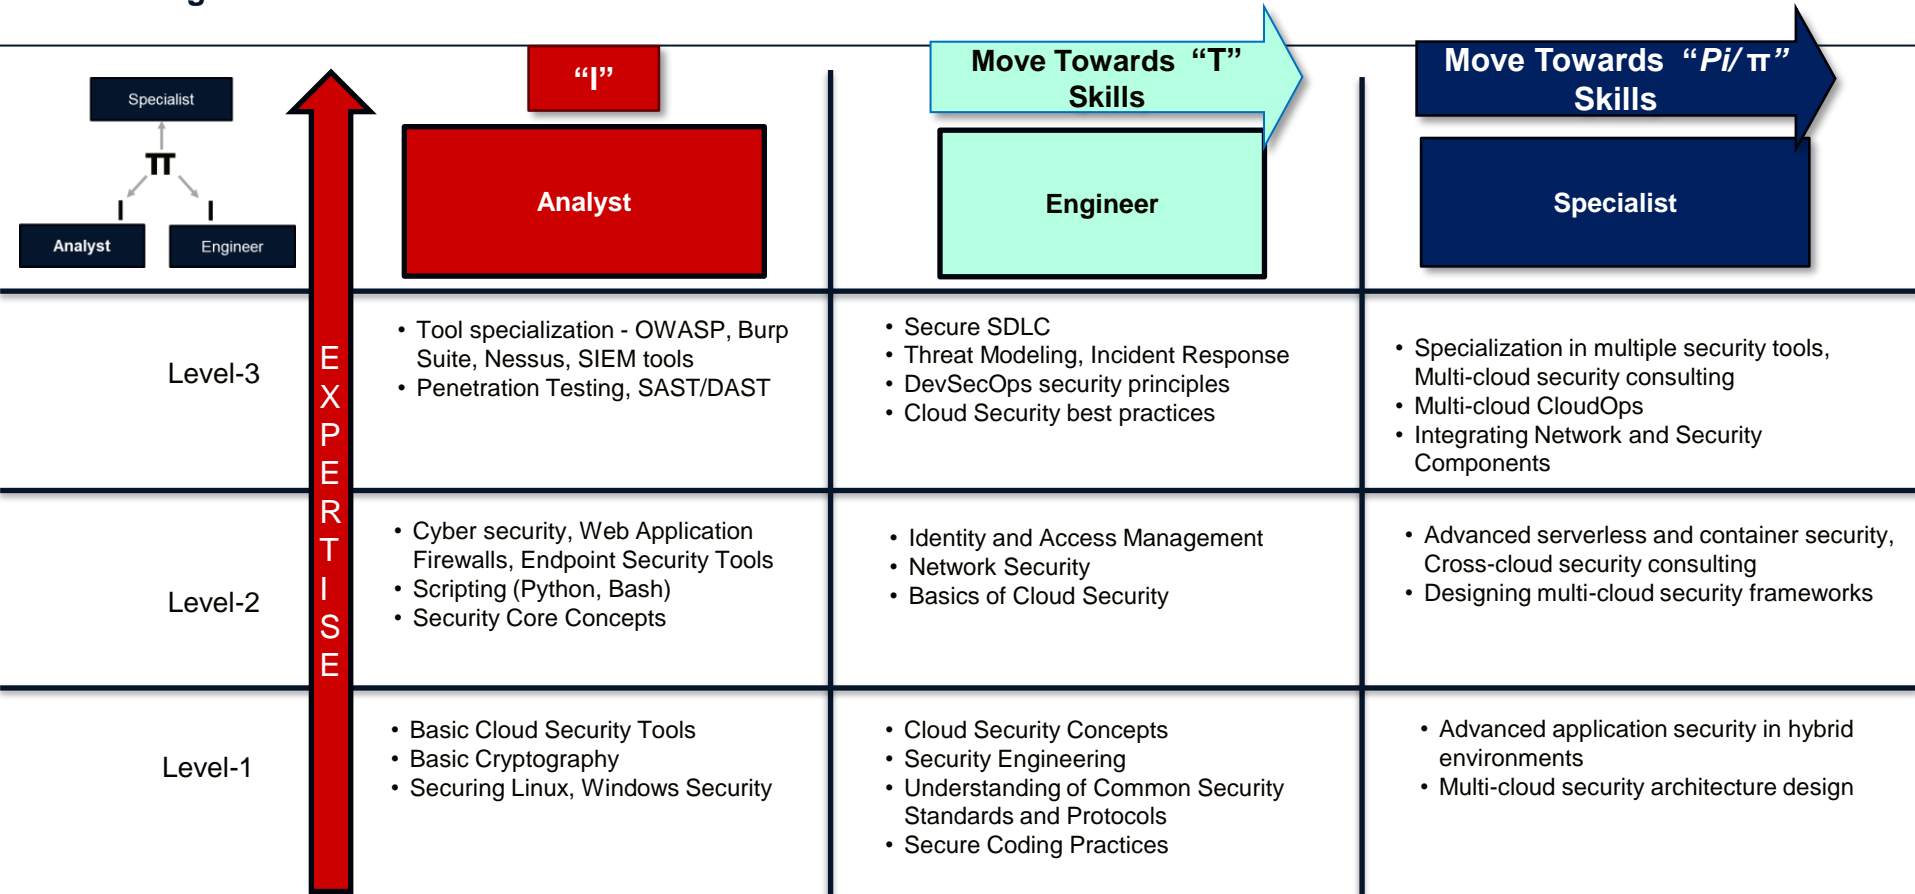 “I”
Move Towards “T”
Skills
Move Towards “Pi/ π”
Skills
Specialist
π
I
I
Analyst
Engineer
Analyst
Engineer
Specialist
E
X
P
E
R
T
I
S
E
Level-3
• Tool specialization - OWASP, Burp
Suite, Nessus, SIEM tools
• Penetration Testing, SAST/DAST
• Secure SDLC
• Threat Modeling, Incident Response
• DevSecOps security principles
• Cloud Security best practices
• Specialization in multiple security tools,
Multi-cloud security consulting
• Multi-cloud CloudOps
• Integrating Network and Security
Components
Level-2
• Cyber security, Web Application
Firewalls, Endpoint Security Tools
• Scripting (Python, Bash)
• Security Core Concepts
• Identity and Access Management
• Network Security
• Basics of Cloud Security
• Advanced serverless and container security,
Cross-cloud security consulting
• Designing multi-cloud security frameworks
Level-1
• Basic Cloud Security Tools
• Basic Cryptography
• Securing Linux, Windows Security
• Cloud Security Concepts
• Security Engineering
• Understanding of Common Security
Standards and Protocols
• Secure Coding Practices
• Advanced application security in hybrid
environments
• Multi-cloud security architecture design